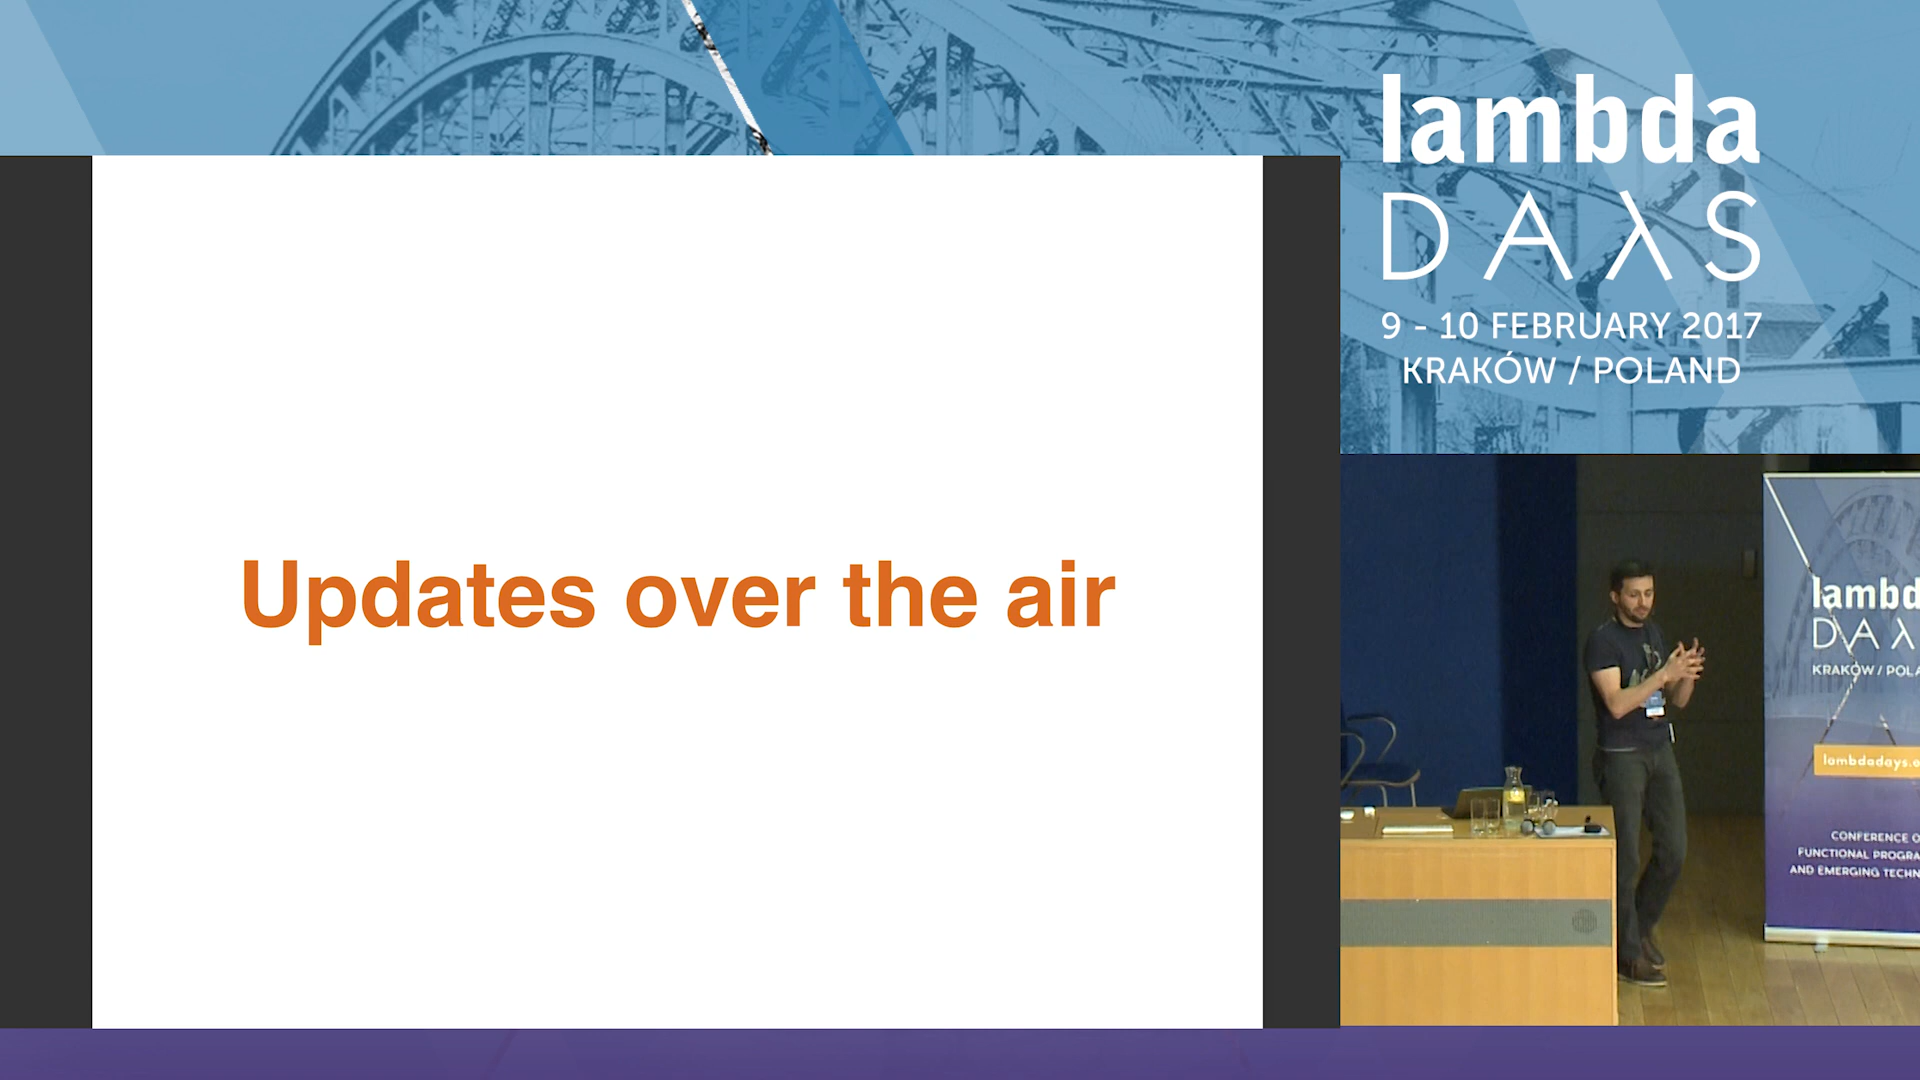 lambda
DAλS
9 - 10 FEBRUARY 2017
KRAKÓW / POLAND
Updates over the air
lambd
DAλ
KRAKÓW / POLA
lambdadays.o
CONFERENCE O
FUNCTIONAL PROGRA
AND EMERGING TECHN